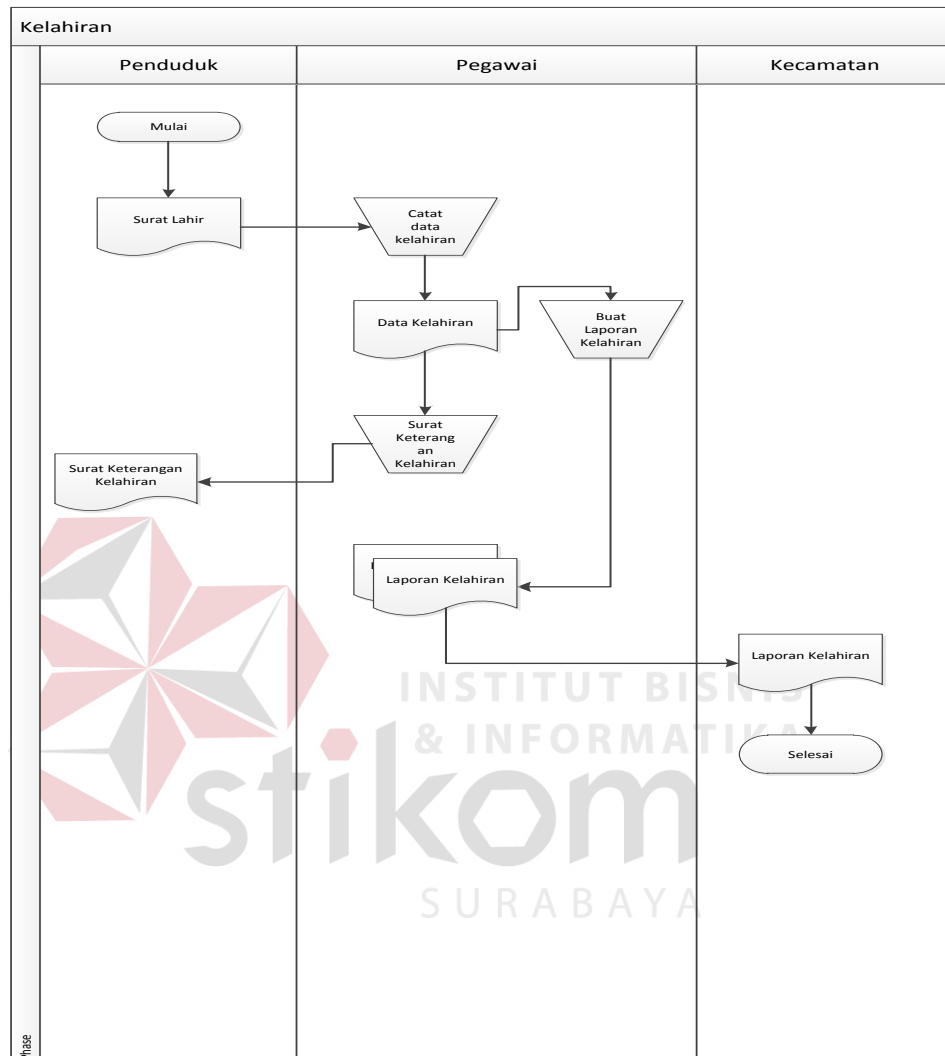 Kelahiran
Penduduk
Pegawai
Kecamatan
Mulai
Surat Lahir
Catat
data
kelahiran
Data Kelahiran
Buat
Laporan
Kelahiran
Surat
Keterang
an
Kelahiran
Surat Keterangan
Kelahiran
Laporan Kelahiran
Laporan Kelahiran
Selesai
INSTITUT BISNIS
& INFORMATIKA
stikom
SURABAYA